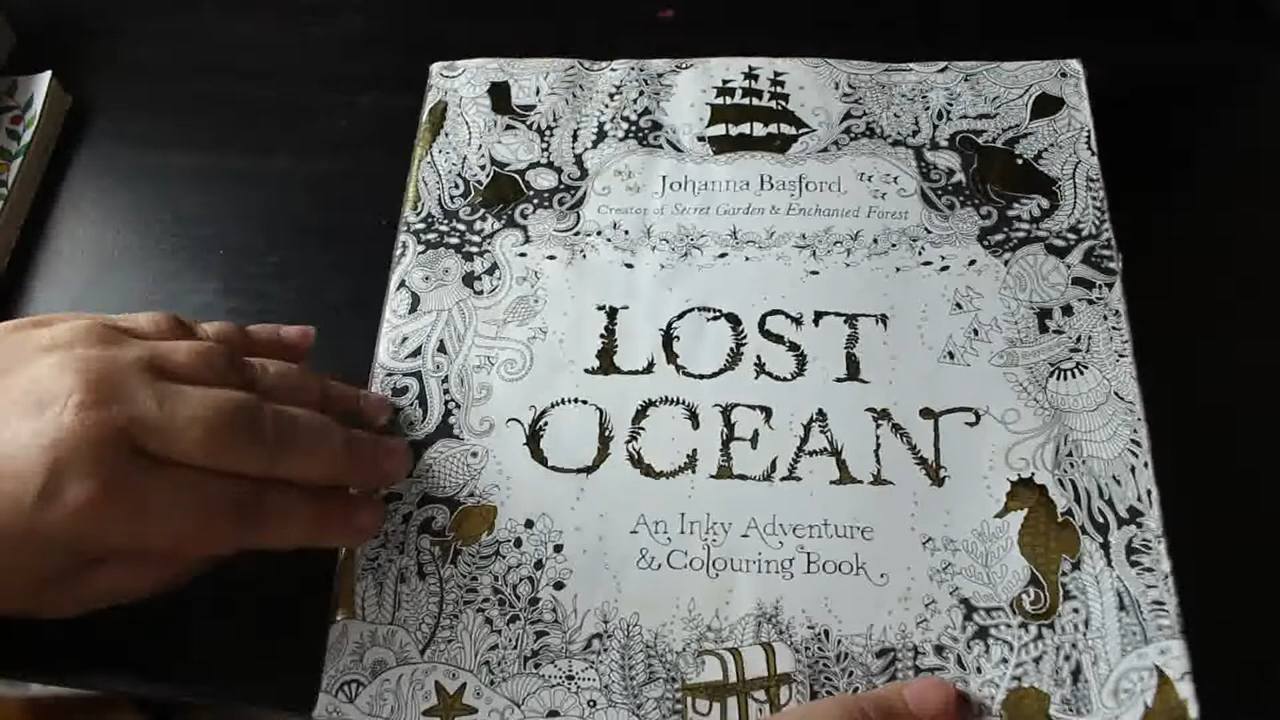 Johanna Basford
Creator of Secret Garden & Enchanted Forest
LOST
OCEAN
An Inky Adventure
& Colouring Book